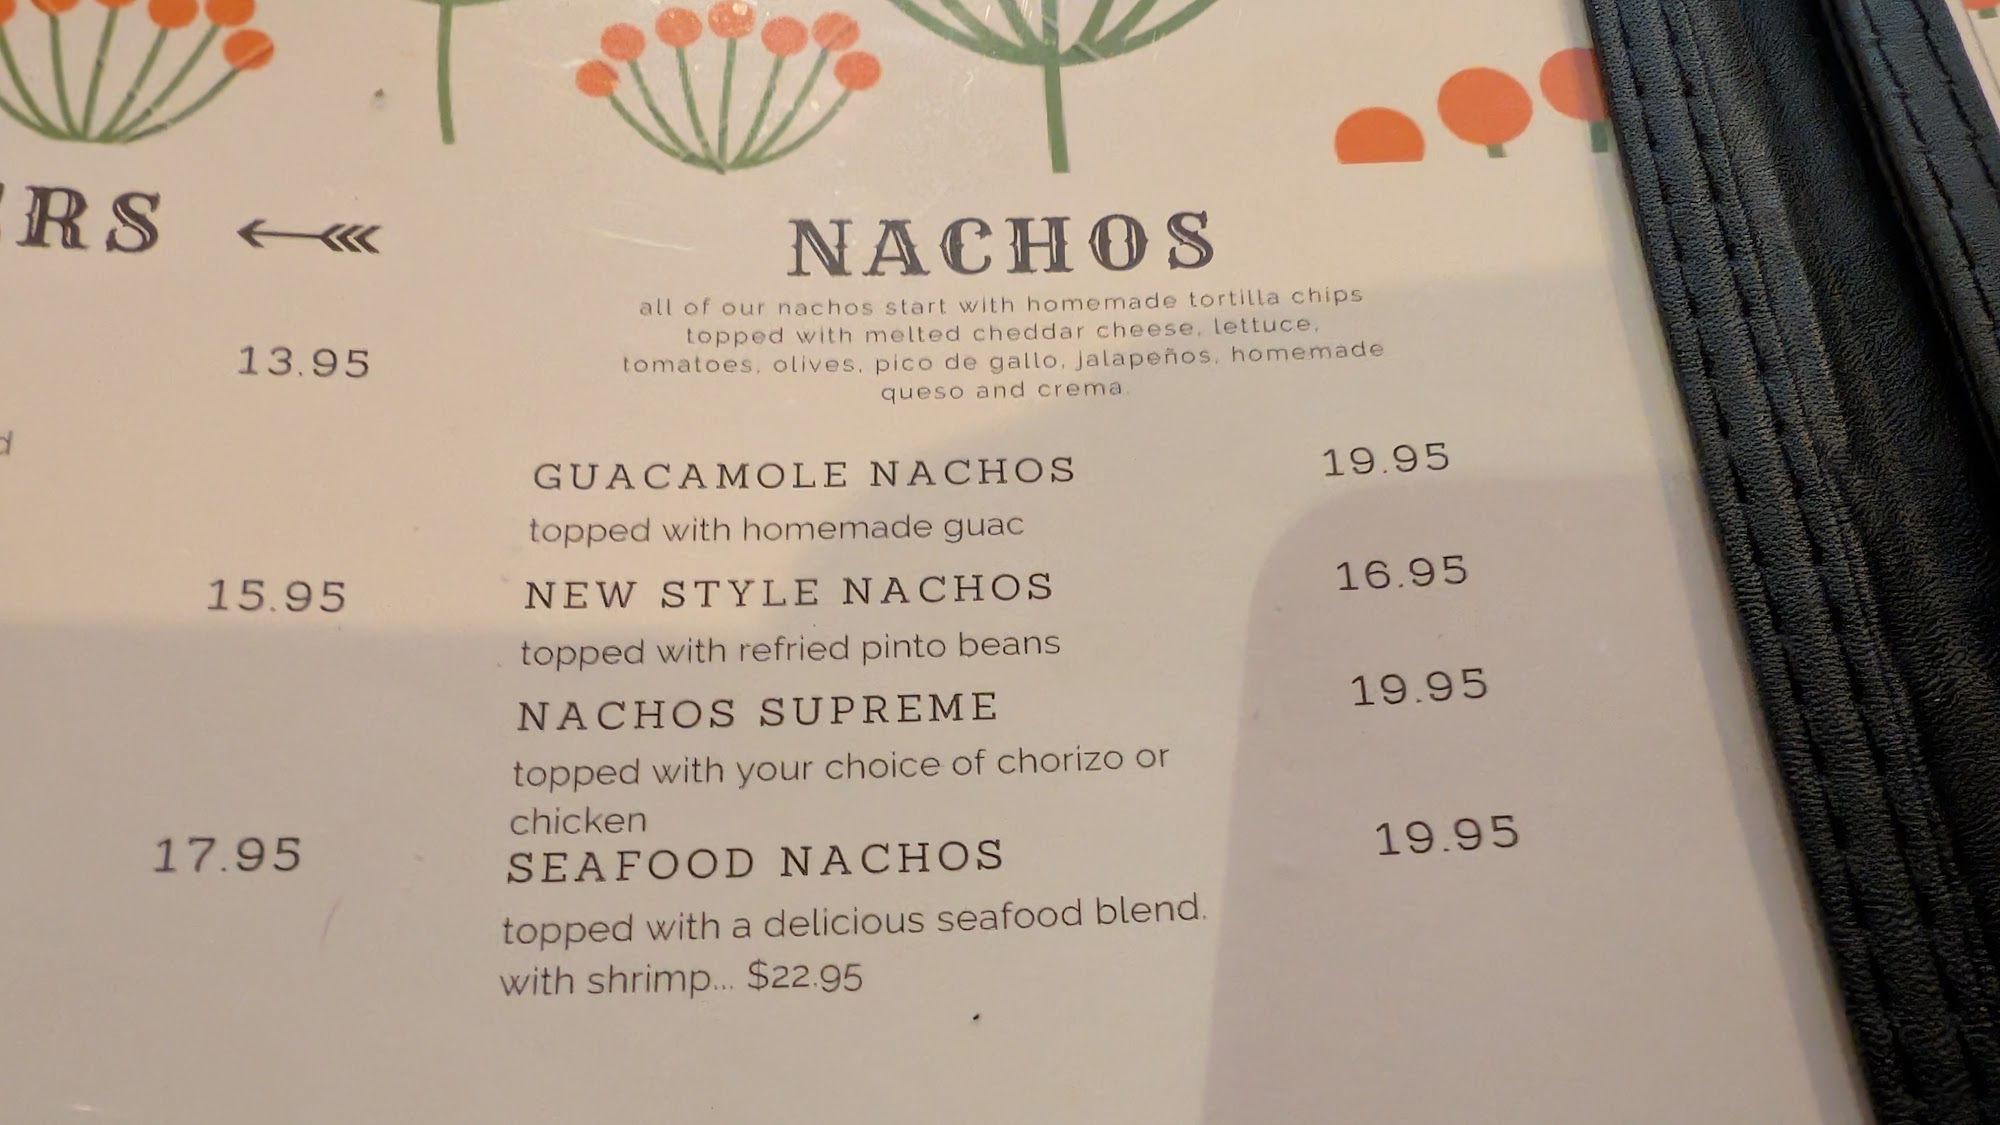 RS
13.95
d
15.95
17.95
NACHOS
all of our nachos start with homemade tortilla chips
topped with melted cheddar cheese, lettuce,
tomatoes, olives, pico de gallo, jalapeños, homemade
queso and crema.
GUACAMOLE NACHOS 19.95
topped with homemade guac
NEW STYLE NACHOS 16.95
topped with refried pinto beans
NACHOS SUPREME 19.95
topped with your choice of chorizo or
chicken
SEAFOOD NACHOS 19.95
topped with a delicious seafood blend.
with shrimp... $22.95